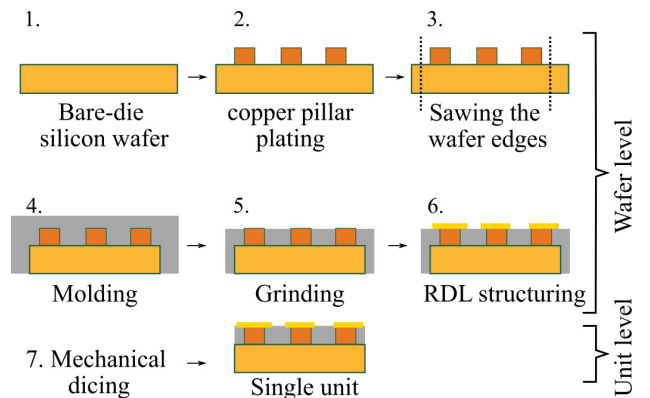 1.
2.
3.
Bare-die
silicon wafer
copper pillar
plating
Sawing the
wafer edges
Wafer level
4.
5.
6.
Molding
Grinding
RDL structuring
7. Mechanical
dicing
Single unit
Unit level